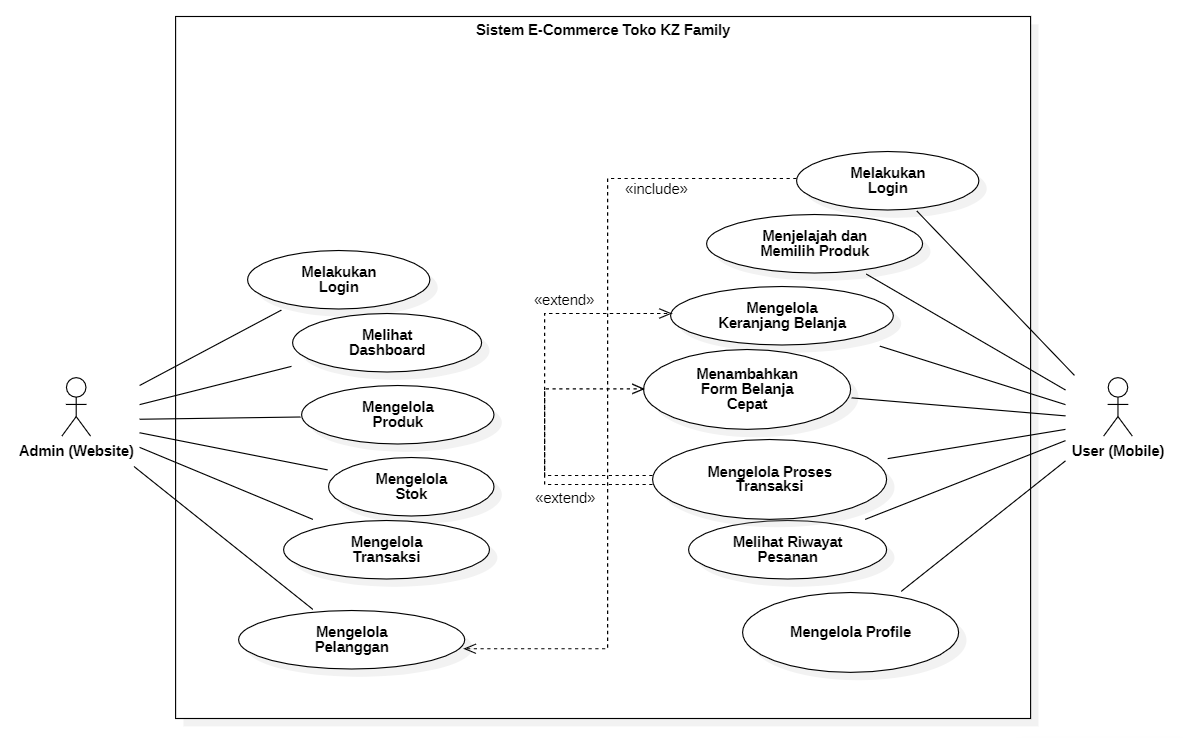 Sistem E-Commerce Toko KZ Family
Melakukan
Login
«include»
Menjelajah dan
Memilih Produk
Melakukan
Login
«extend»
Mengelola
Keranjang Belanja
Melihat
Dashboard
Menambahkan
Form Belanja
Cepat
Mengelola
Produk
Admin (Website)
User (Mobile)
Mengelola
Stok
Mengelola Proses
Transaksi
«extend»
Mengelola
Transaksi
Melihat Riwayat
Pesanan
Mengelola
Pelanggan
Mengelola Profile